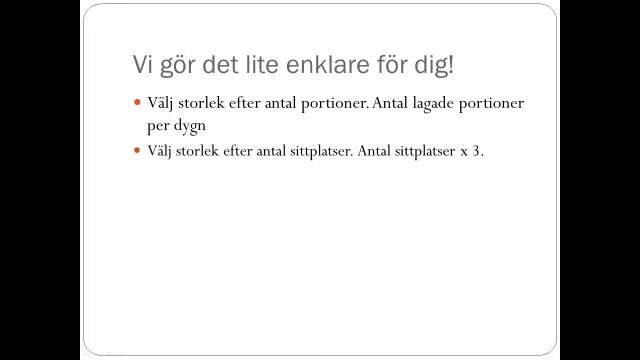 Vi gör det lite enklare för dig!
Välj storlek efter antal portioner. Antal lagade portioner
per dygn
Välj storlek efter antal sittplatser. Antal sittplatser x 3.